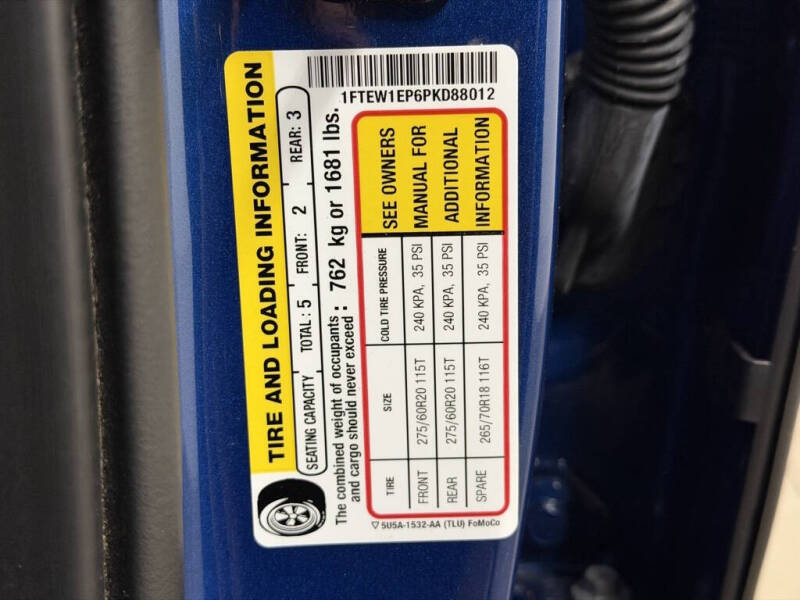 1FTEW1EP6PKD88012
TIRE AND LOADING INFORMATION
SEATING CAPACITY TOTAL: 5 FRONT: 2 REAR: 3
The combined weight of occupants
and cargo should never exceed : 762 kg or 1681 lbs.
TIRE SIZE COLD TIRE PRESSURE SEE OWNERS
FRONT 275/60R20 115T 240 KPA, 35 PSI MANUAL FOR
REAR 275/60R20 115T 240 KPA, 35 PSI ADDITIONAL
SPARE 265/70R18 116T 240 KPA, 35 PSI INFORMATION
▽ 5U5A-1532-AA (TLU) FoMoCo